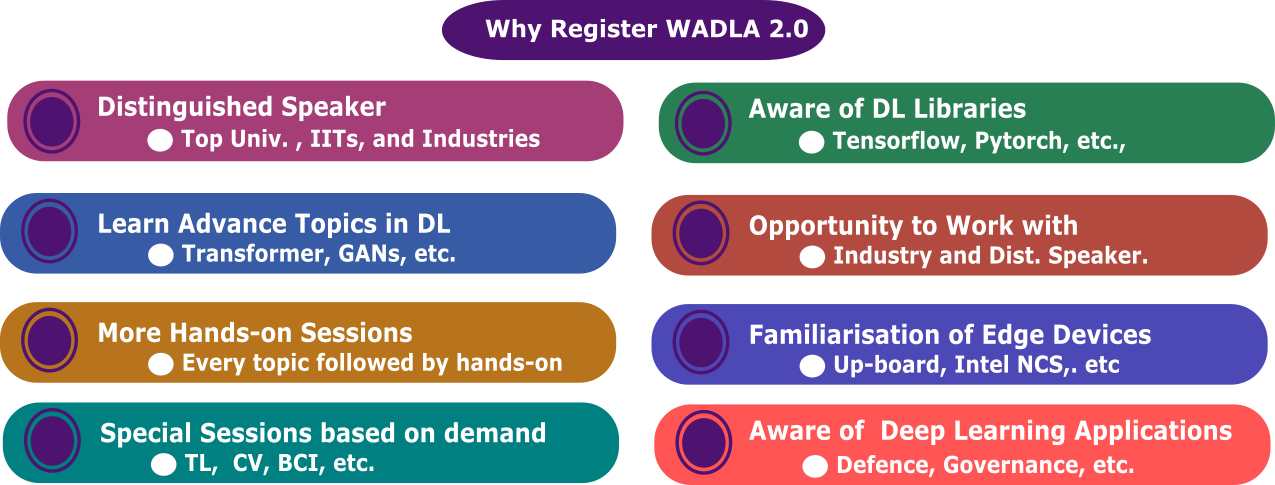 Why Register WADLA 2.0
Distinguished Speaker
Top Univ. , IITs, and Industries
Learn Advance Topics in DL
Transformer, GANs, etc.
More Hands-on Sessions
Every topic followed by hands-on
Special Sessions based on demand
TL, CV, BCI, etc.
Aware of DL Libraries
Tensorflow, Pytorch, etc.,
Opportunity to Work with
Industry and Dist. Speaker.
Familiarisation of Edge Devices
Up-board, Intel NCS,. etc
Aware of Deep Learning Applications
Defence, Governance, etc.